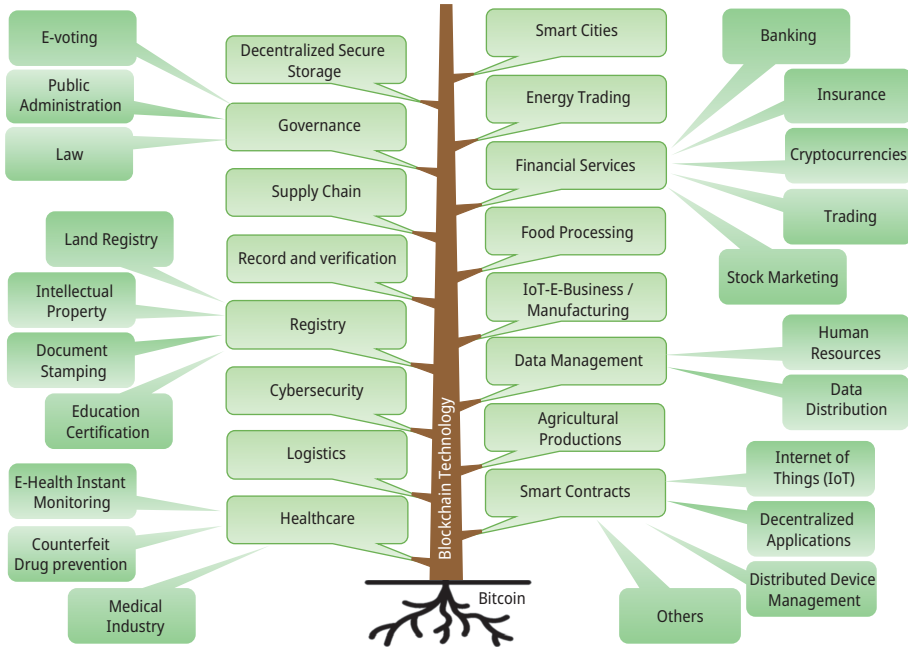 E-voting
Public
Administration
Law
Decentralized Secure
Storage
Governance
Supply Chain
Record and verification
Land Registry
Intellectual
Property
Document
Stamping
Education
Certification
Registry
Cybersecurity
Logistics
E-Health Instant
Monitoring
Counterfeit
Drug prevention
Medical
Industry
Healthcare
Blockchain Technology
Bitcoin
Smart Cities
Energy Trading
Financial Services
Food Processing
IoT-E-Business /
Manufacturing
Data Management
Agricultural
Productions
Smart Contracts
Banking
Insurance
Cryptocurrencies
Trading
Stock Marketing
Human
Resources
Data
Distribution
Internet of
Things (IoT)
Decentralized
Applications
Distributed Device
Management
Others